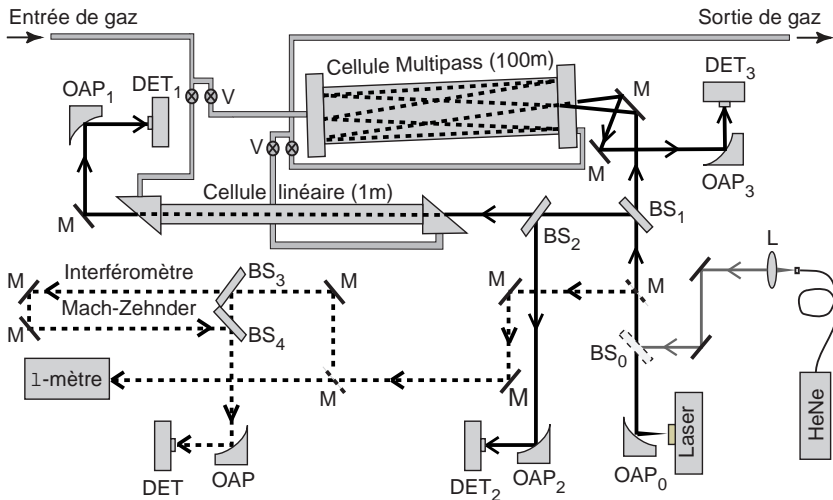 Entrée de gaz
Sortie de gaz
Cellule Multipass (100m)
OAP1
DET1
V
M
DET3
V
M
OAP3
Cellule linéaire (1m)
M
BS1
BS2
L
M
Interféromètre
BS3
M
M
M
Mach-Zehnder
M
BS4
BS0
1-mètre
M
M
HeNe
Laser
DET
OAP
DET2
OAP2
OAP0